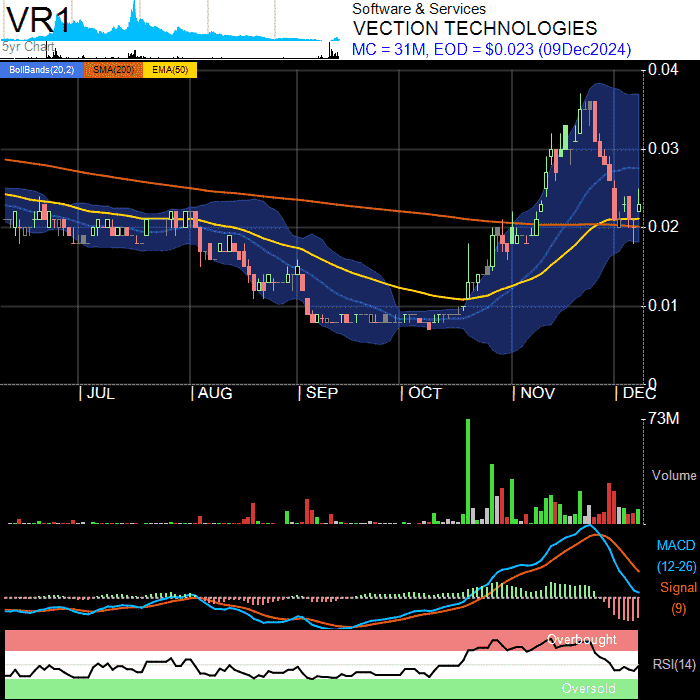 VR1
Software & Services
VECTION TECHNOLOGIES
MC = 31M, EOD = $0.023 (09Dec2024)
5yr Chart
BollBands(20,2) SMA(200) EMA(50)
0.04
0.03
0.02
0.01
0
JUL AUG SEP OCT NOV DEC
73M
Volume
MACD
(12-26)
Signal
(9)
Overbought
RSI(14)
Oversold